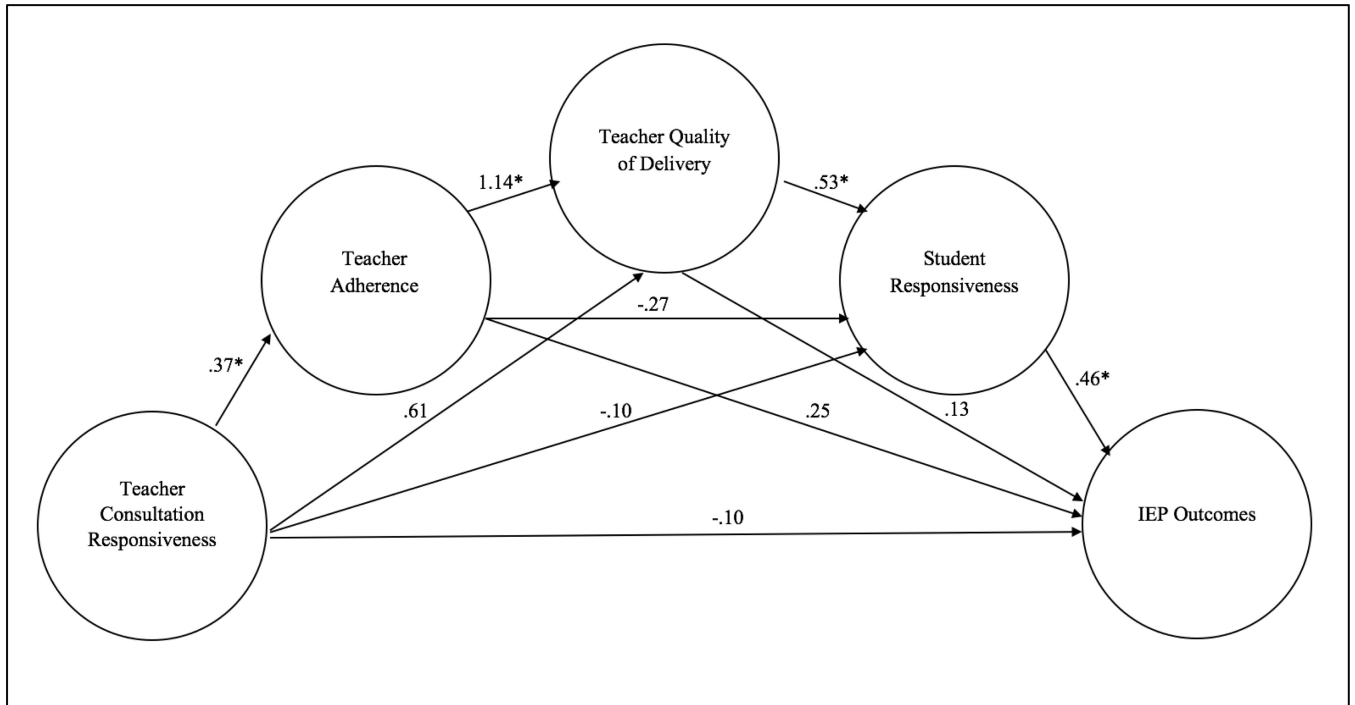 Teacher Quality
of Delivery
1.14*
.53*
Teacher
Adherence
Student
Responsiveness
-.27
.37*
.46*
.61
-.10
.25
.13
Teacher
Consultation
Responsiveness
IEP Outcomes
-.10